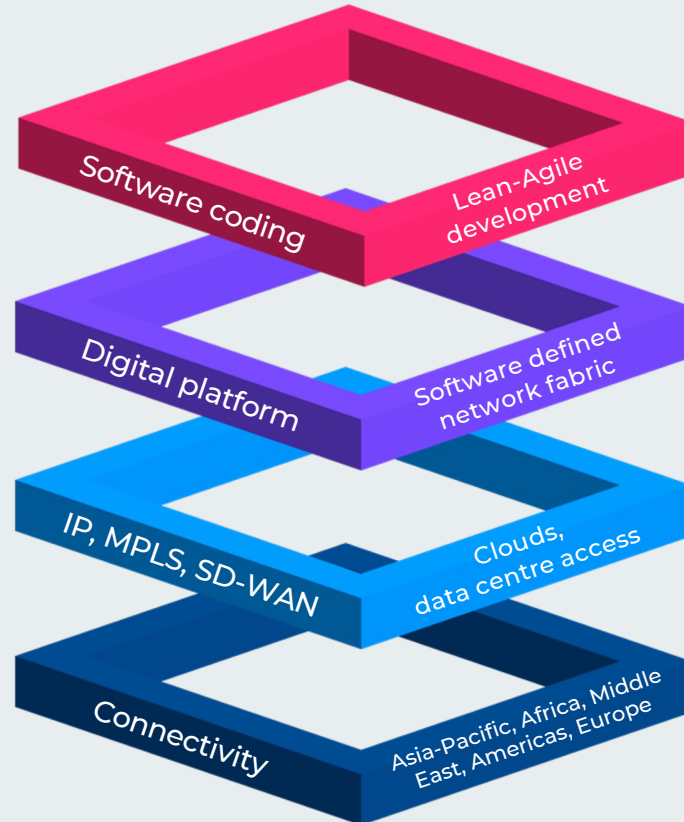 Software coding
Lean-Agile
development
Digital platform
Software defined
network fabric
IP, MPLS, SD-WAN
Clouds,
data centre access
Connectivity
Asia-Pacific, Africa, Middle
East, Americas, Europe